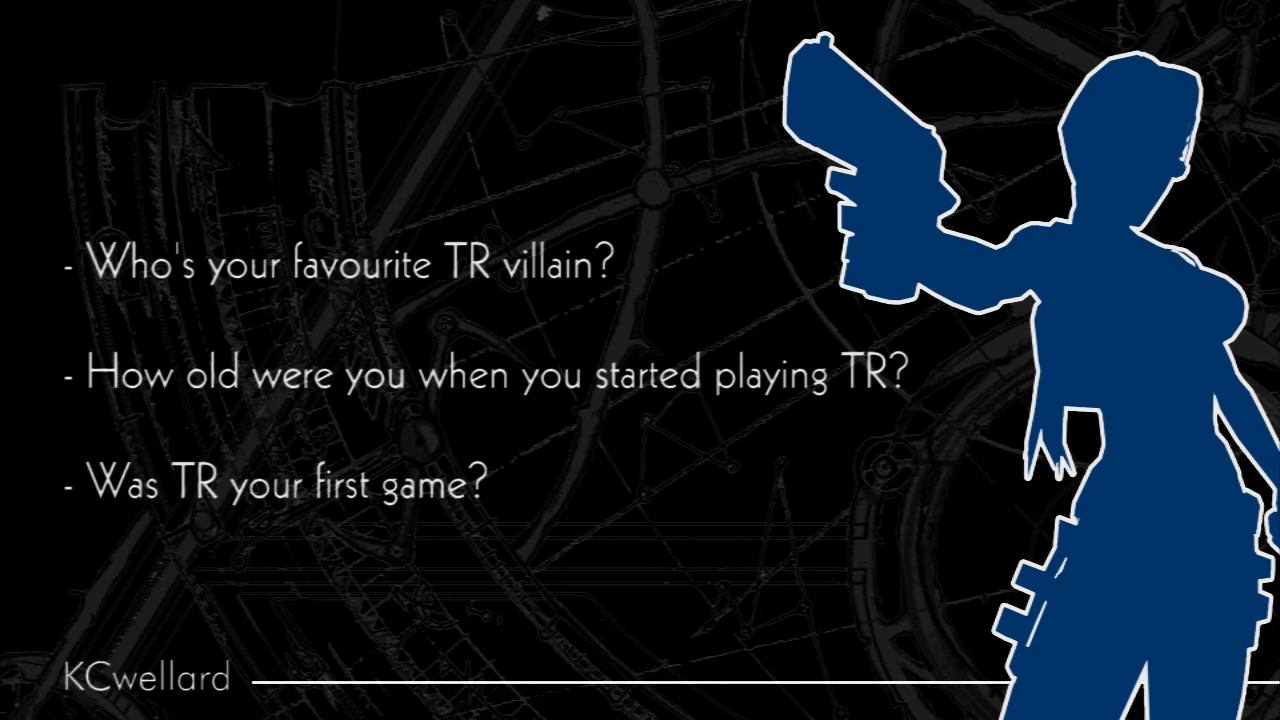 - Who's your favourite TR villain?
- How old were you when you started playing TR?
- Was TR your first game?
KCwellard